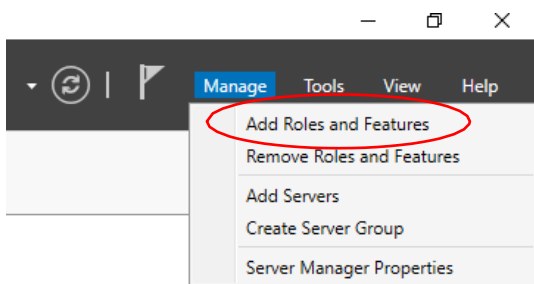 Manage Tools View Help
Add Roles and Features
Remove Roles and Features
Add Servers
Create Server Group
Server Manager Properties